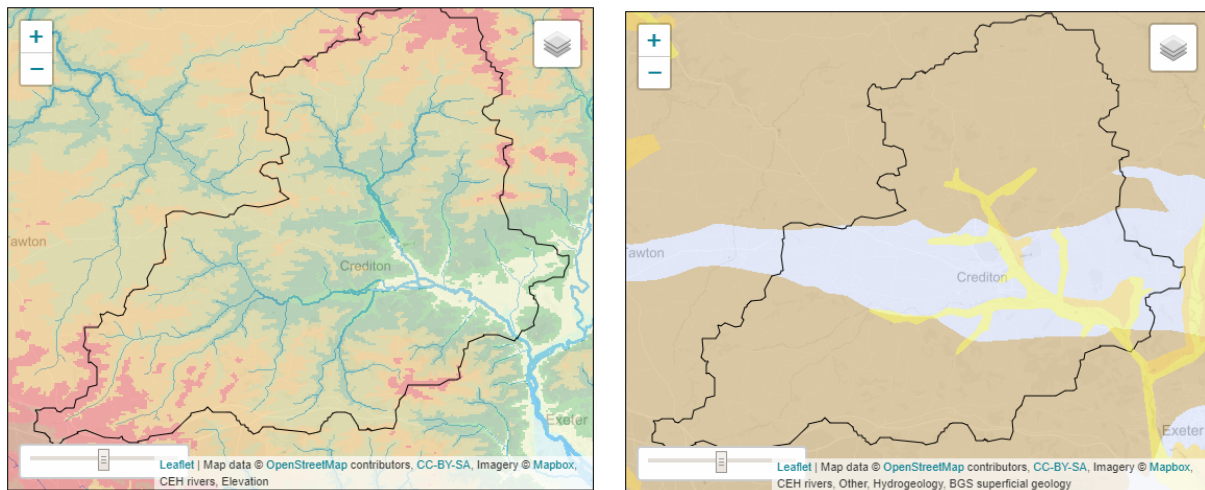 +
−
awton
Crediton
Exeter
Leaflet | Map data © OpenStreetMap contributors, CC-BY-SA, Imagery © Mapbox,
CEH rivers, Elevation
+
−
awton
Crediton
Exeter
Leaflet | Map data © OpenStreetMap contributors, CC-BY-SA, Imagery © Mapbox,
CEH rivers, Other, Hydrogeology, BGS superficial geology